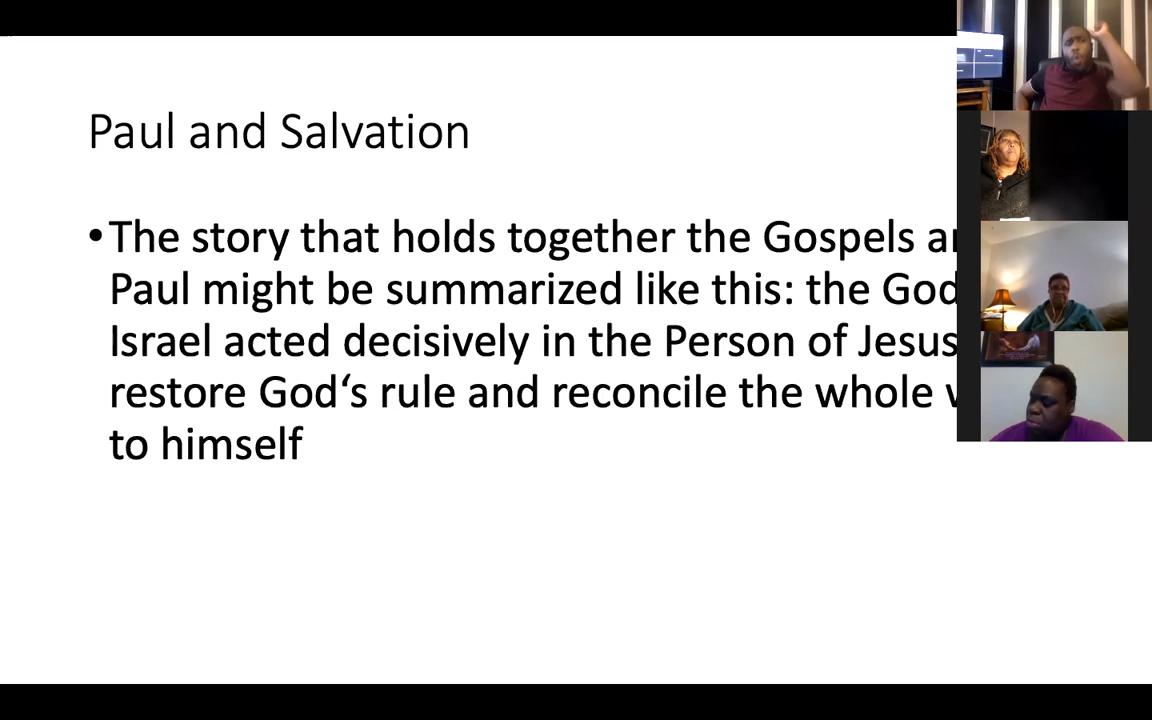 Paul and Salvation
•The story that holds together the Gospels
Paul might be summarized like this: the God
Israel acted decisively in the Person of Jesus
restore God‘s rule and reconcile the whole
to himself